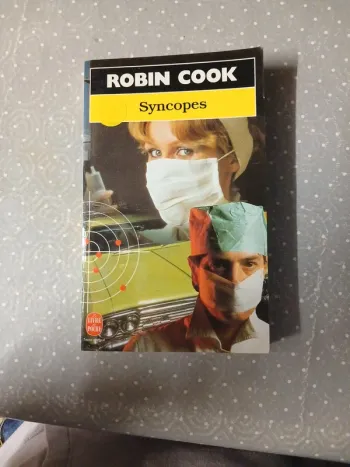 ROBIN COOK
Syncopes
LE LIVRE
DE POCHE